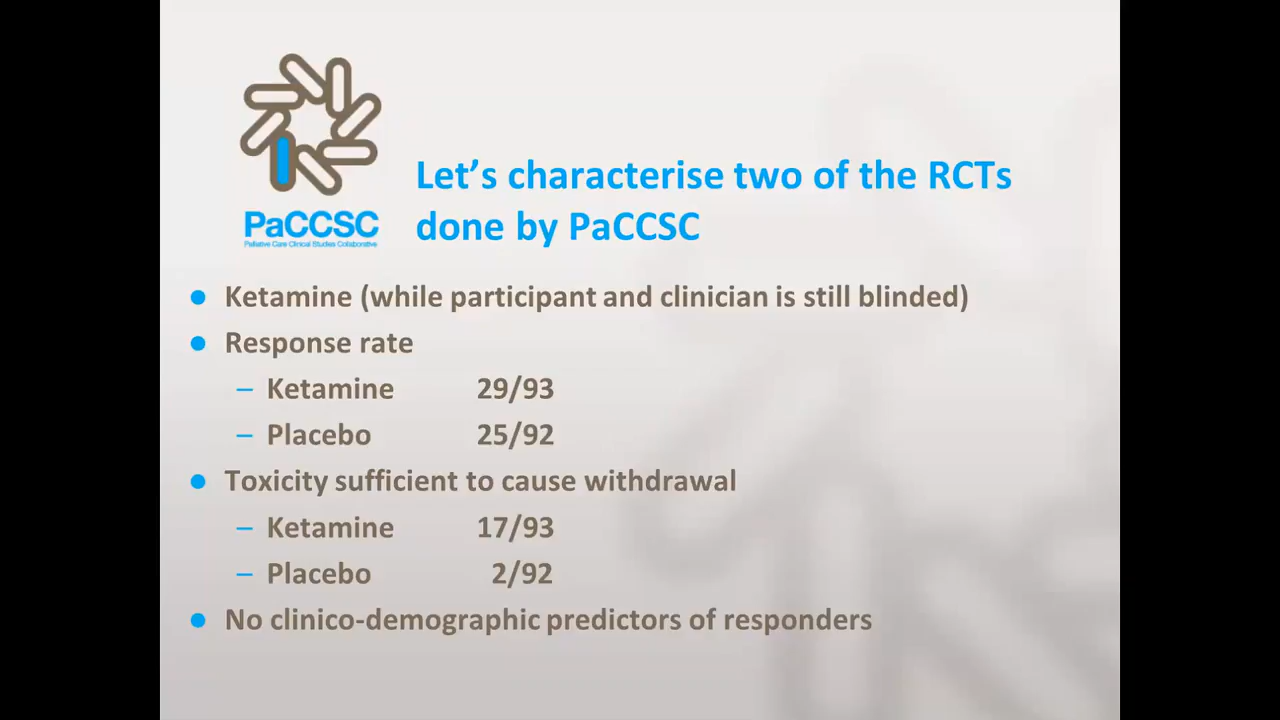 PaCCSC
Palliative Care Clinical Studies Collaborative
Let’s characterise two of the RCTs
done by PaCCSC
● Ketamine (while participant and clinician is still blinded)
● Response rate
– Ketamine 29/93
– Placebo 25/92
● Toxicity sufficient to cause withdrawal
– Ketamine 17/93
– Placebo 2/92
● No clinico-demographic predictors of responders